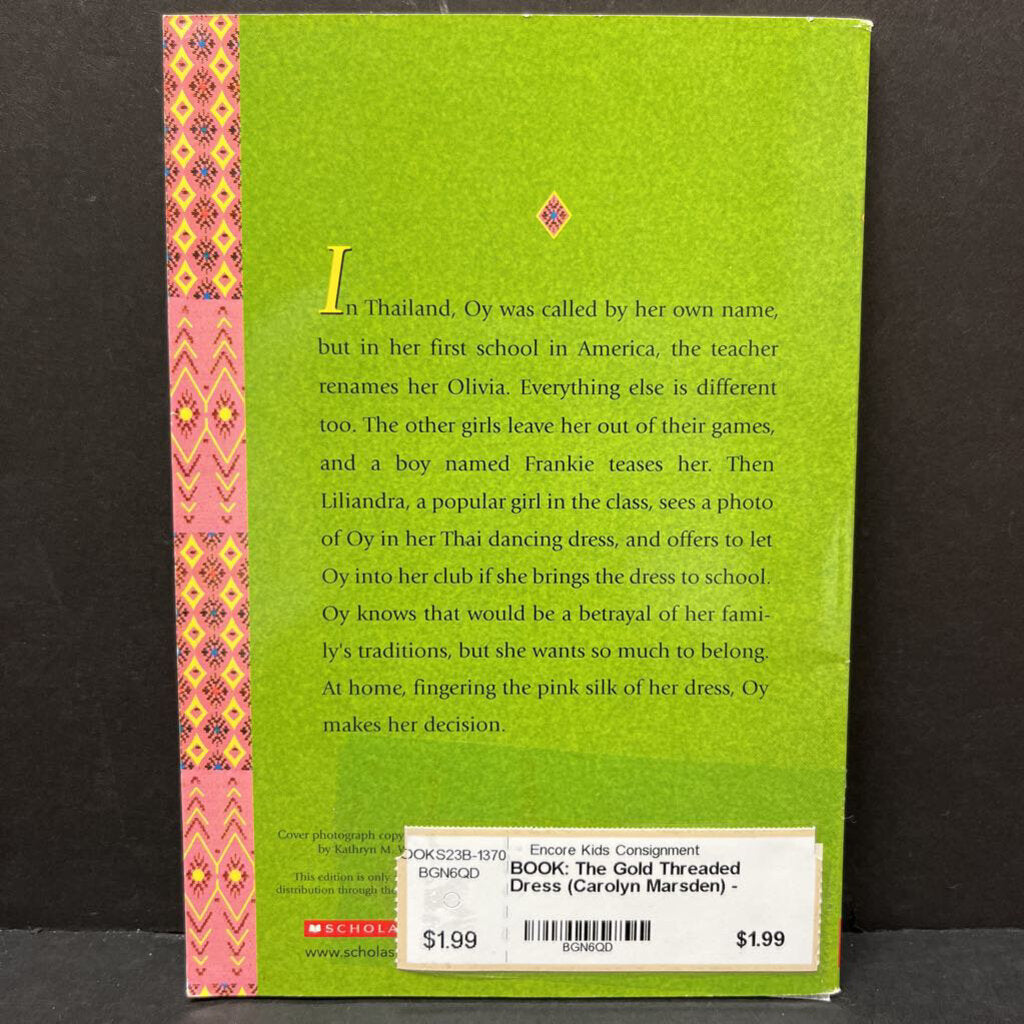 In Thailand, Oy was called by her own name,
but in her first school in America, the teacher
renames her Olivia. Everything else is different
too. The other girls leave her out of their games,
and a boy named Frankie teases her. Then
Liliandra, a popular girl in the class, sees a photo
of Oy in her Thai dancing dress, and offers to let
Oy into her club if she brings the dress to school.
Oy knows that would be a betrayal of her fami-
ly's traditions, but she wants so much to belong.
At home, fingering the pink silk of her dress, Oy
makes her decision.
Cover photograph copy
by Kathryn M.
This edition is only
distribution through the
SCHOLA
www.scholas
OOKS23B-1370
BGN6QD
$1.99
Encore Kids Consignment
BOOK: The Gold Threaded
Dress (Carolyn Marsden) -
BGN6QD
$1.99